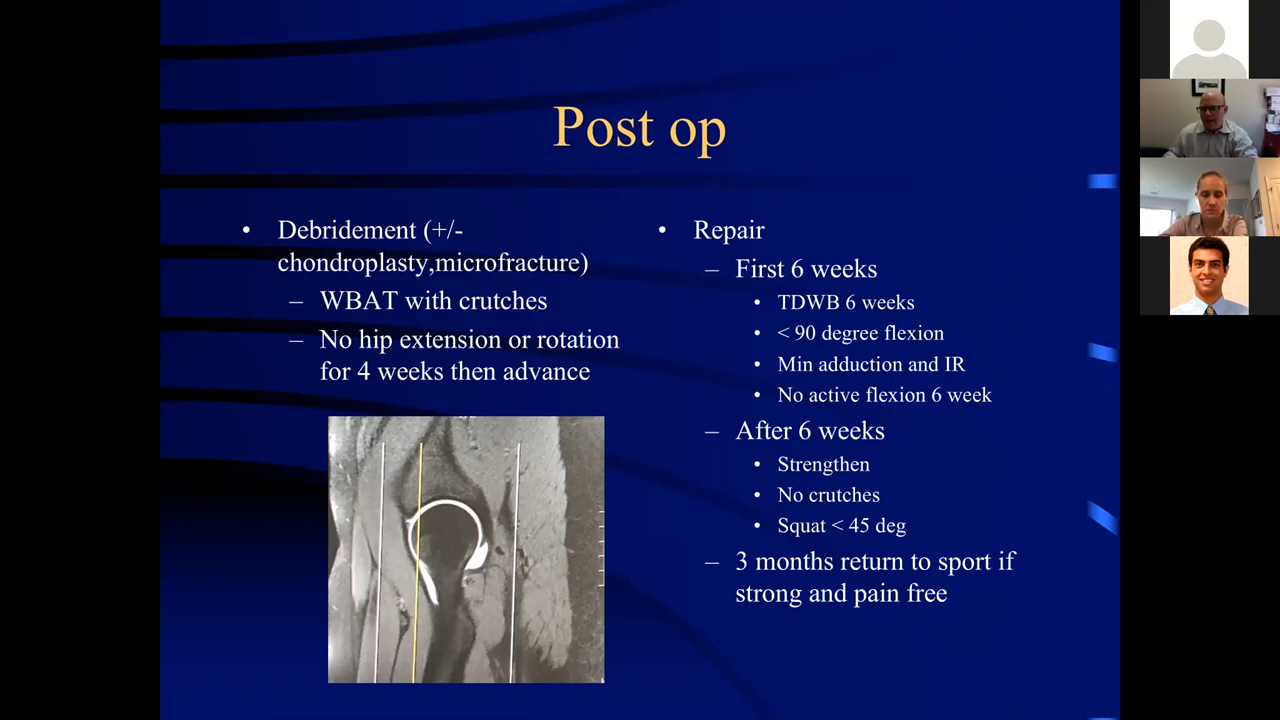 Post op
• Debridement (+/-
chondroplasty,microfracture)
– WBAT with crutches
– No hip extension or rotation
for 4 weeks then advance
• Repair
– First 6 weeks
• TDWB 6 weeks
• < 90 degree flexion
• Min adduction and IR
• No active flexion 6 week
– After 6 weeks
• Strengthen
• No crutches
• Squat < 45 deg
– 3 months return to sport if
strong and pain free